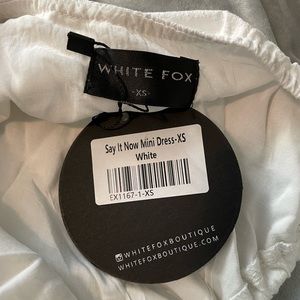 WHITE FOX
-XS-
Say It Now Mini Dress-XS
White
EX1167-1-XS
WHITEFOXBOUTIQUE
WHITEFOXBOUTIQUE.COM